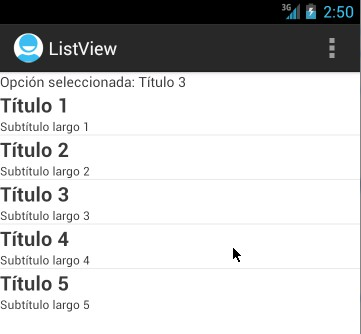 3G 2:50
ListView
Opción seleccionada: Título 3
Título 1
Subtítulo largo 1
Título 2
Subtítulo largo 2
Título 3
Subtítulo largo 3
Título 4
Subtítulo largo 4
Título 5
Subtítulo largo 5